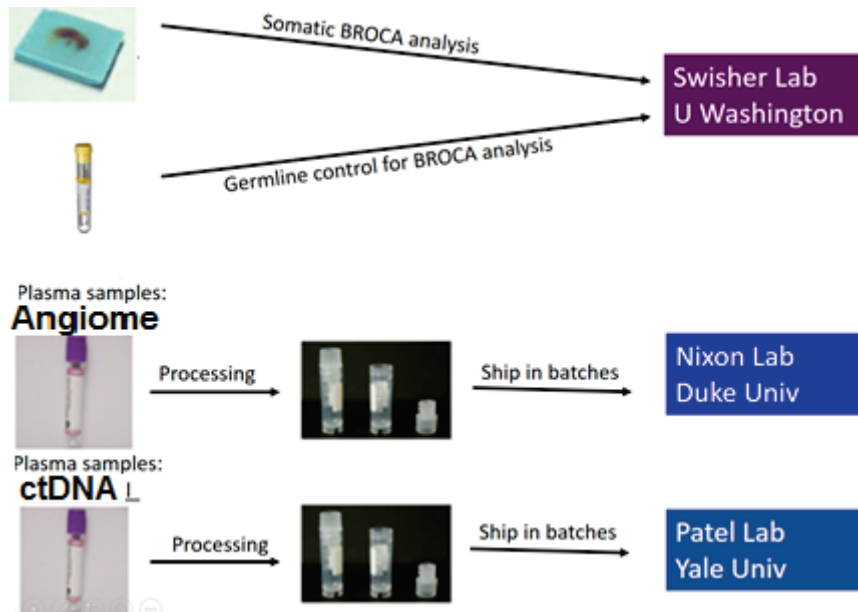 Somatic BROCA analysis
Swisher Lab
U Washington
Germline control for BROCA analysis
Plasma samples:
Angiome
Processing
Ship in batches
Nixon Lab
Duke Univ
Plasma samples:
ctDNA
Processing
Ship in batches
Patel Lab
Yale Univ